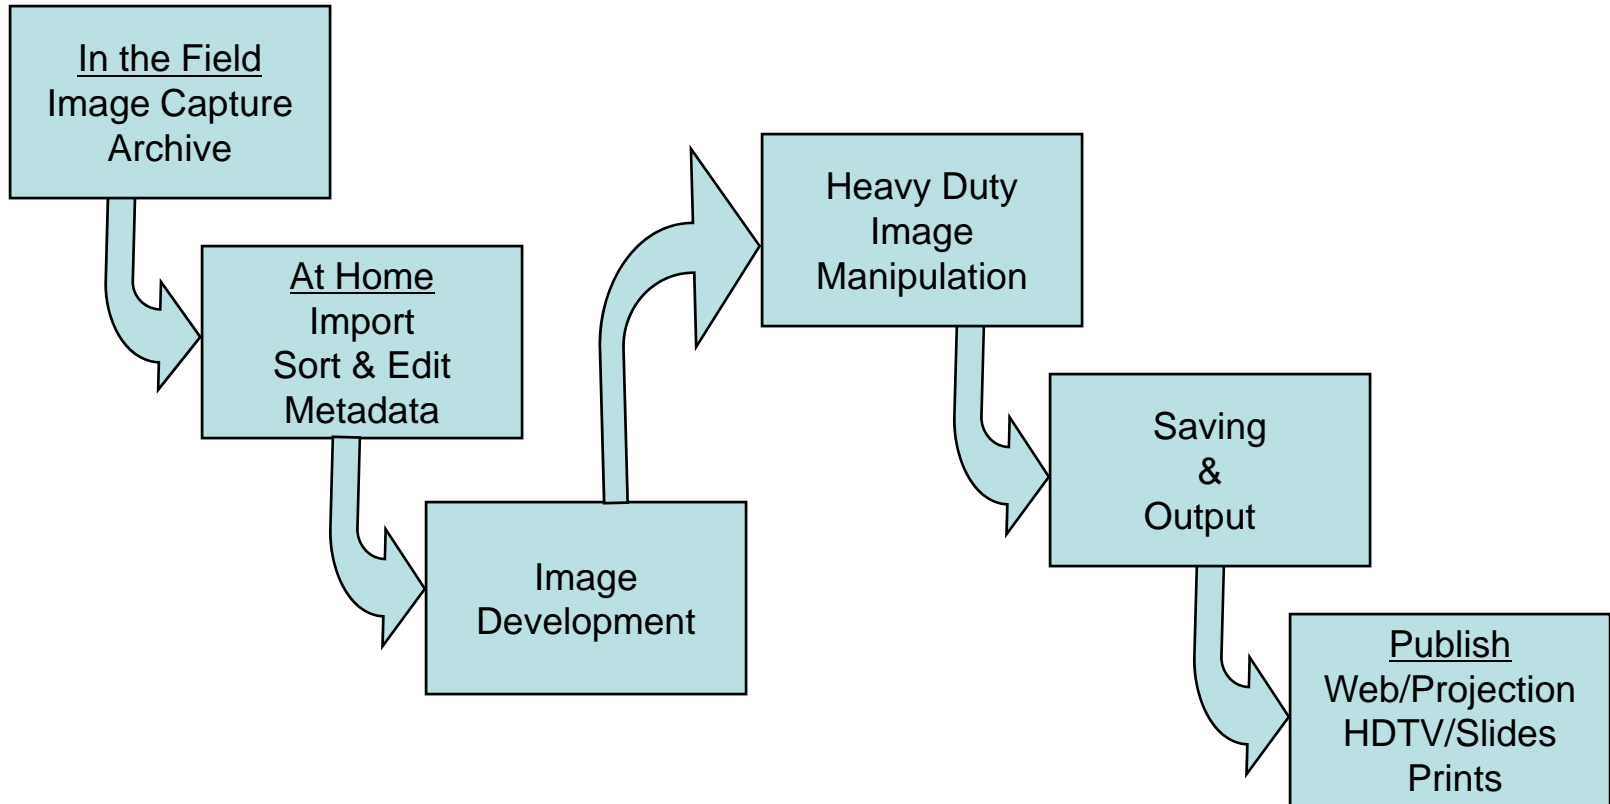 In the Field
Image Capture
Archive
At Home
Import
Sort & Edit
Metadata
Image
Development
Heavy Duty
Image
Manipulation
Saving
&
Output
Publish
Web/Projection
HDTV/Slides
Prints